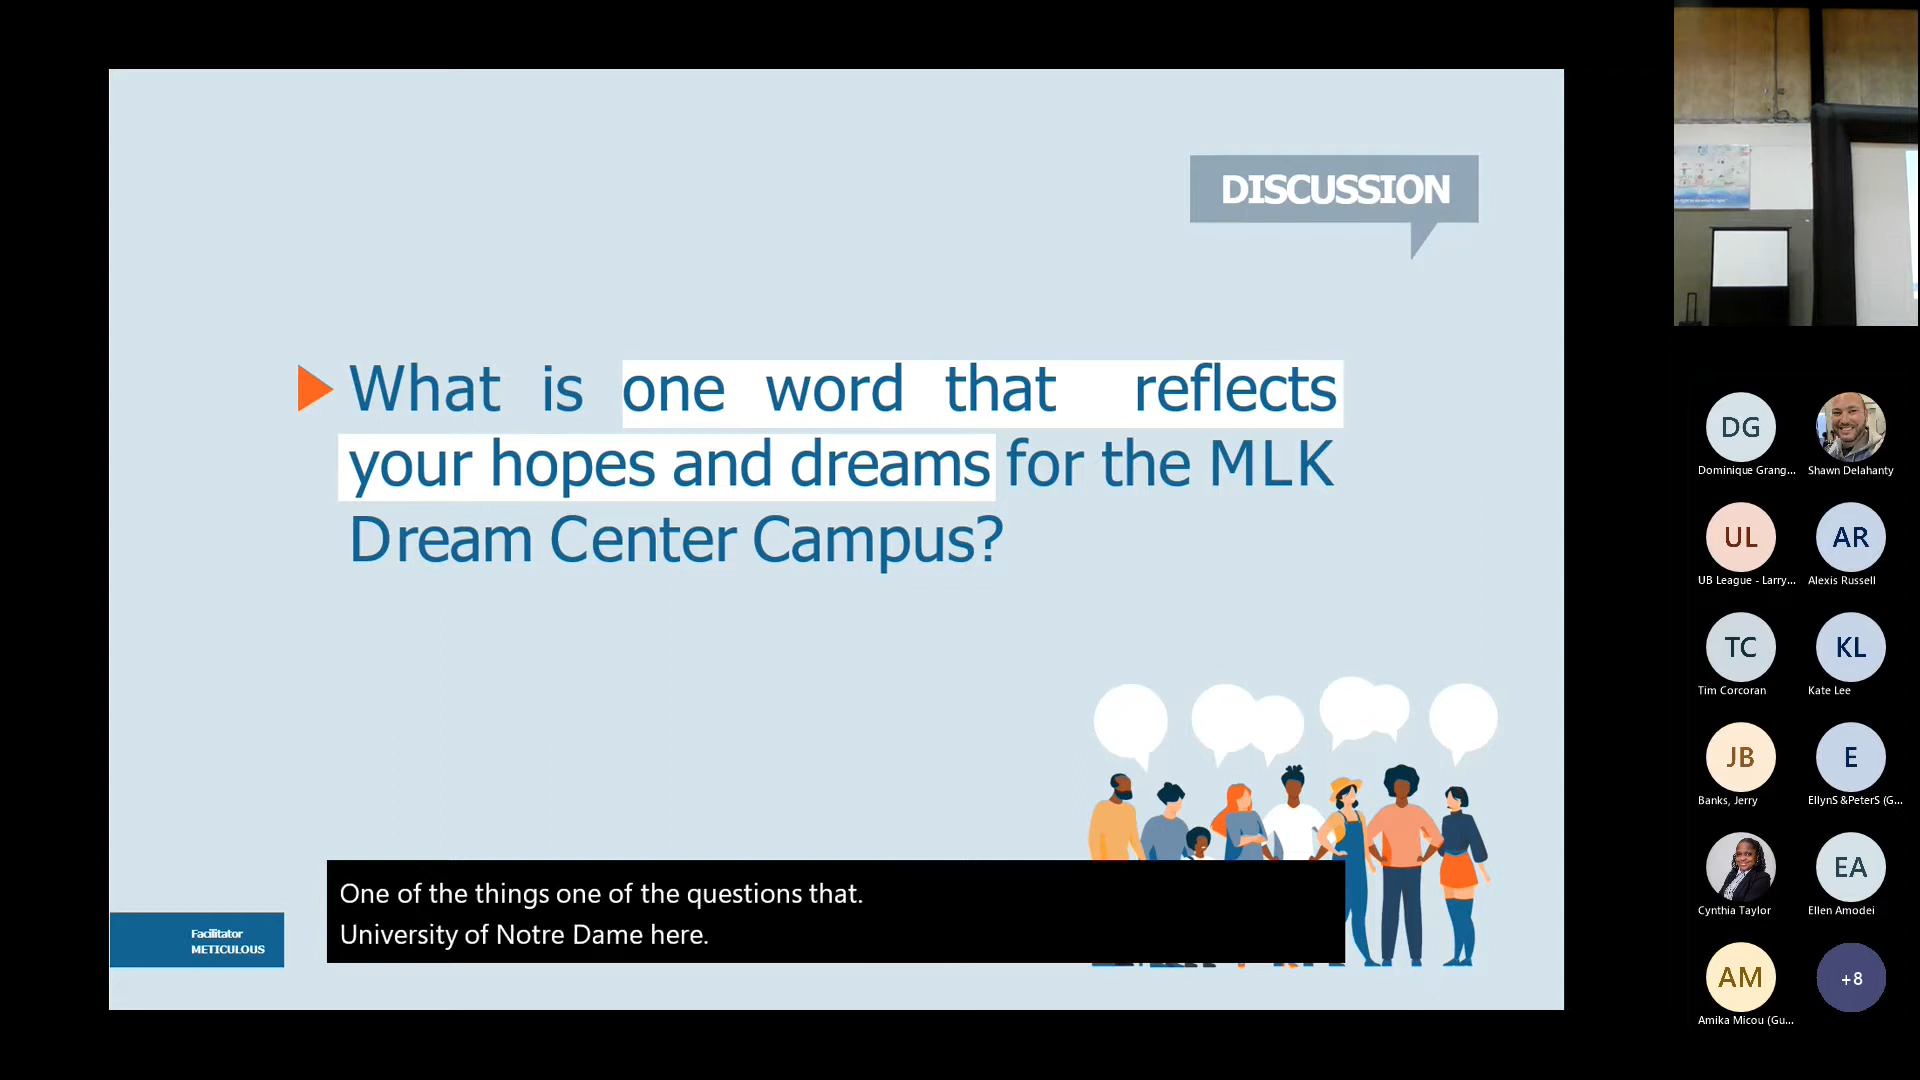 DISCUSSION
What is one word that reflects
your hopes and dreams for the MLK
Dream Center Campus?
Facilitator
METICULOUS
One of the things one of the questions that.
University of Notre Dame here.
DG
Dominique Grang...
Shawn Delahanty
UL
UB League - Larry...
AR
Alexis Russell
TC
Tim Corcoran
KL
Kate Lee
JB
Banks, Jerry
E
EllynS &PeterS (G...
Cynthia Taylor
EA
Ellen Amodei
AM
Amika Micou (Gu...
+8